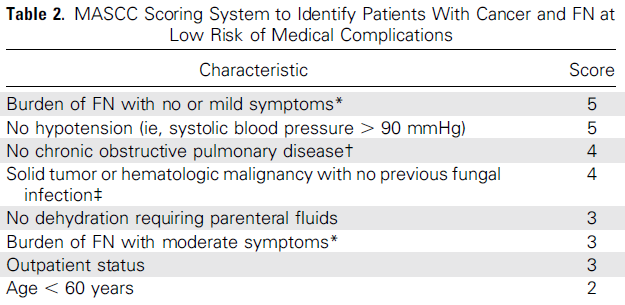 Table 2. MASCC Scoring System to Identify Patients With Cancer and FN at
Low Risk of Medical Complications
Characteristic Score
Burden of FN with no or mild symptoms* 5
No hypotension (ie, systolic blood pressure > 90 mmHg) 5
No chronic obstructive pulmonary disease† 4
Solid tumor or hematologic malignancy with no previous fungal 4
infection‡
No dehydration requiring parenteral fluids 3
Burden of FN with moderate symptoms* 3
Outpatient status 3
Age < 60 years 2